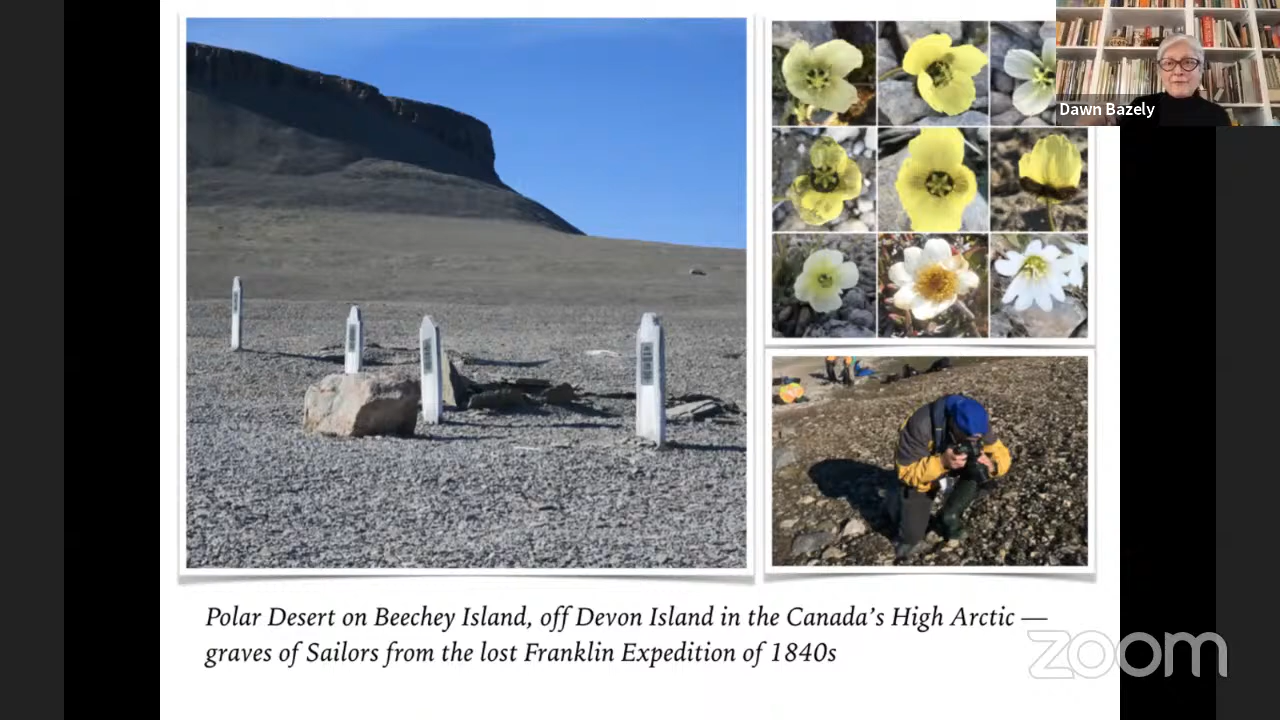 Dawn Bazely
Polar Desert on Beechey Island, off Devon Island in the Canada's High Arctic —
graves of Sailors from the lost Franklin Expedition of 1840s
zoom